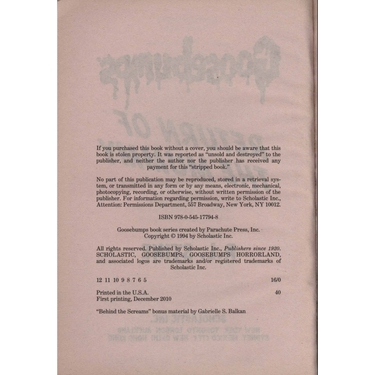 Goosebumps
RETURN OF
If you purchased this book without a cover, you should be aware that this
book is stolen property. It was reported as "unsold and destroyed" to the
publisher, and neither the author nor the publisher has received any
payment for this "stripped book."
No part of this publication may be reproduced, stored in a retrieval system,
or transmitted in any form or by any means, electronic, mechanical,
photocopying, recording, or otherwise, without written permission of the
publisher. For information regarding permission, write to Scholastic Inc.,
Attention: Permissions Department, 557 Broadway, New York, NY 10012.
ISBN 978-0-545-17794-8
Goosebumps book series created by Parachute Press, Inc.
Copyright © 1994 by Scholastic Inc.
All rights reserved. Published by Scholastic Inc., Publishers since 1920.
SCHOLASTIC, GOOSEBUMPS, GOOSEBUMPS HORRORLAND,
and associated logos are trademarks and/or registered trademarks of
Scholastic Inc.
12 11 10 9 8 7 6 5 16/0
Printed in the U.S.A. 40
First printing, December 2010
"Behind the Screams" bonus material by Gabrielle S. Balkan